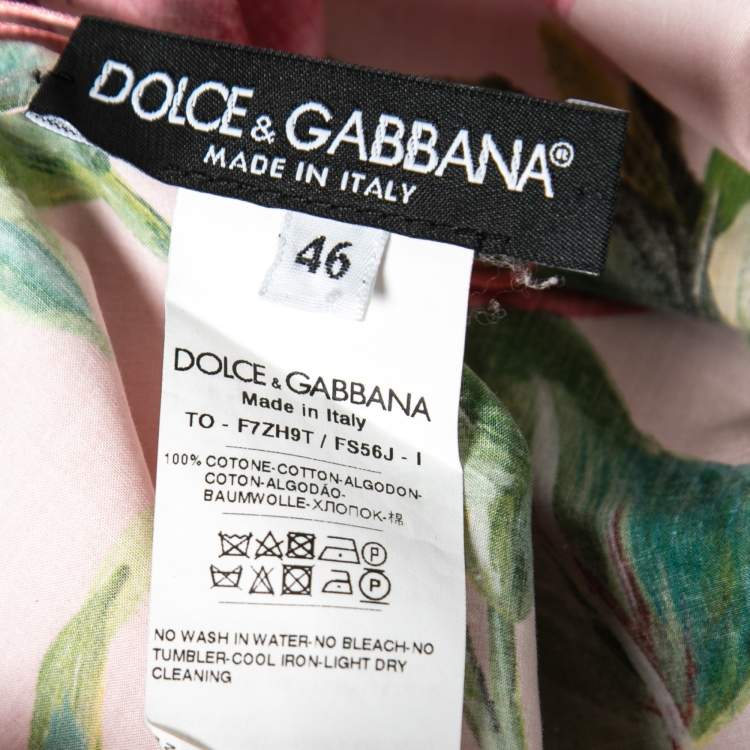 DOLCE & GABBANA®
MADE IN ITALY
46
DOLCE & GABBANA
Made in Italy
TO - F7ZH9T / FS56J - I
100% COTONE-COTTON-ALGODON-
COTON-ALGODÃO-
BAUMWOLLE-ХЛОПОК-棉
P
P
NO WASH IN WATER-NO BLEACH-NO
TUMBLER-COOL IRON-LIGHT DRY
CLEANING